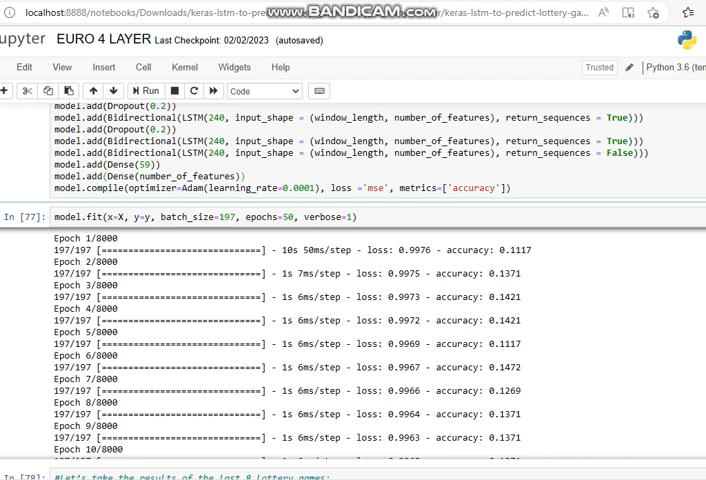 localhost:8888/notebooks/Downloads/keras-lstm-to-pre www.BANDICAM.com r/keras-lstm-to-predict-lottery-ga...
upyter EURO 4 LAYER Last Checkpoint: 02/02/2023 (autosaved)
Edit View Insert Cell Kernel Widgets Help Trusted Python 3.6 (ten
Run Code
model.add(Dropout(0.2))
model.add(Bidirectional(LSTM(240, input_shape = (window_length, number_of_features), return_sequences = True)))
model.add(Dropout(0.2))
model.add(Bidirectional(LSTM(240, input_shape = (window_length, number_of_features), return_sequences = True)))
model.add(Bidirectional(LSTM(240, input_shape = (window_length, number_of_features), return_sequences = False)))
model.add(Dense(59))
model.add(Dense(number_of_features))
model.compile(optimizer=Adam(learning_rate=0.0001), loss ='mse', metrics=['accuracy'])
In [77]: model.fit(x=X, y=y, batch_size=197, epochs=50, verbose=1)
Epoch 1/8000
197/197 [==============================] - 10s 50ms/step - loss: 0.9976 - accuracy: 0.1117
Epoch 2/8000
197/197 [==============================] - 1s 7ms/step - loss: 0.9975 - accuracy: 0.1371
Epoch 3/8000
197/197 [==============================] - 1s 6ms/step - loss: 0.9973 - accuracy: 0.1421
Epoch 4/8000
197/197 [==============================] - 1s 6ms/step - loss: 0.9972 - accuracy: 0.1421
Epoch 5/8000
197/197 [==============================] - 1s 6ms/step - loss: 0.9969 - accuracy: 0.1117
Epoch 6/8000
197/197 [==============================] - 1s 6ms/step - loss: 0.9967 - accuracy: 0.1472
Epoch 7/8000
197/197 [==============================] - 1s 6ms/step - loss: 0.9966 - accuracy: 0.1269
Epoch 8/8000
197/197 [==============================] - 1s 6ms/step - loss: 0.9964 - accuracy: 0.1371
Epoch 9/8000
197/197 [==============================] - 1s 6ms/step - loss: 0.9963 - accuracy: 0.1371
Epoch 10/8000
In [78]: #Let's take the results of the last 8 lottery games: